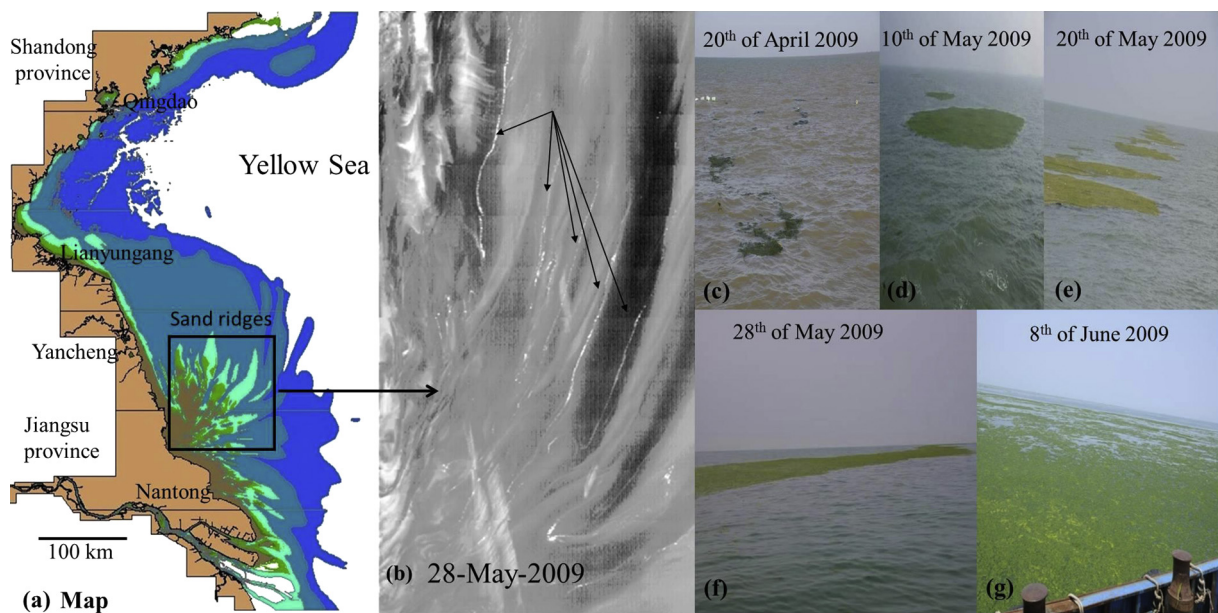 Shandong
province
Qingdao
Yellow Sea
Lianyungang
Sand ridges
Yancheng
Jiangsu
province
Nantong
100 km
(a) Map
(b) 28-May-2009
20th of April 2009
(c)
10th of May 2009
(d)
20th of May 2009
(e)
28th of May 2009
(f)
8th of June 2009
(g)